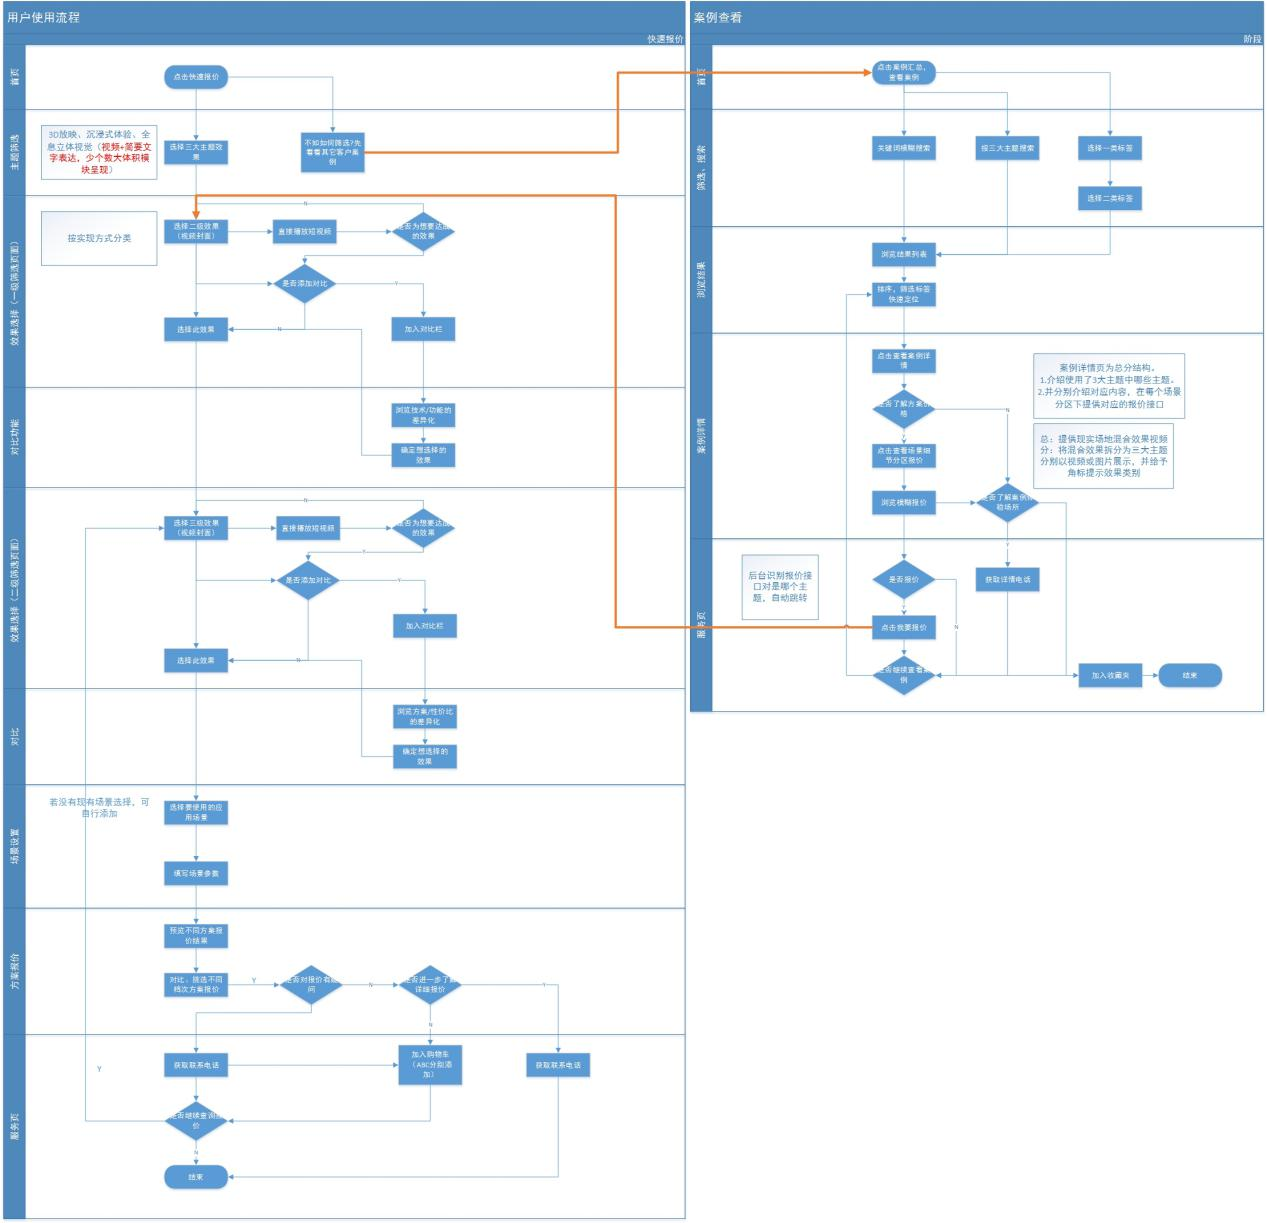 用户使用流程
快速报价
首页
点击快速报价
主题筛选
3D放映、沉浸式体验、全
息立体视觉（视频+简要文
字表达，少个数大体积模
块呈现）
选择三大主题效
果
不知如何筛选?先
看看其它客户案
例
效果选择（一级筛选页面）
按实现方式分类
N
选择二级效果
（视频封面）
直接播放短视频
是否为想要达成
的效果
是否添加对比
Y
选择此效果
N
加入对比栏
对比功能
浏览技术/功能的
差异化
确定想选择的
效果
效果选择（二级筛选页面）
N
选择三级效果
（视频封面）
直接播放短视频
是否为想要达成
的效果
Y
是否添加对比
Y
加入对比栏
选择此效果
N
对比
浏览方案/性价比
的差异化
确定想选择的
效果
场景设置
若没有现有场景选择，可
自行添加
选择要使用的应
用场景
填写场景参数
方案报价
预览不同方案报
价结果
对比、挑选不同
档次方案报价
Y
是否对报价有疑
问
N
是否进一步了解
详细报价
Y
N
服务页
获取联系电话
加入购物车
（ABC分别添
加）
获取联系电话
Y
是否继续查询报
价
N
结束
案例查看
阶段
首页
点击案例汇总，
查看案例
筛选、搜索
关键词模糊搜索
按三大主题搜索
选择一类标签
选择二类标签
浏览结果
浏览结果列表
排序，筛选标签
快速定位
案例详情
点击查看案例详
情
是否了解方案价
格
N
Y
点击查看场景细
节分区报价
浏览模糊报价
是否了解案例体
验场所
Y
案例详情页为总分结构。
1.介绍使用了3大主题中哪些主题。
2.并分别介绍对应内容，在每个场景
分区下提供对应的报价接口
总：提供现实场地混合效果视频
分：将混合效果拆分为三大主题
分别以视频或图片展示，并给予
角标提示效果类别
服务页
后台识别报价接
口对是哪个主
题，自动跳转
是否报价
获取详情电话
Y
点击我要报价
N
是否继续查看案
例
加入收藏夹
结束